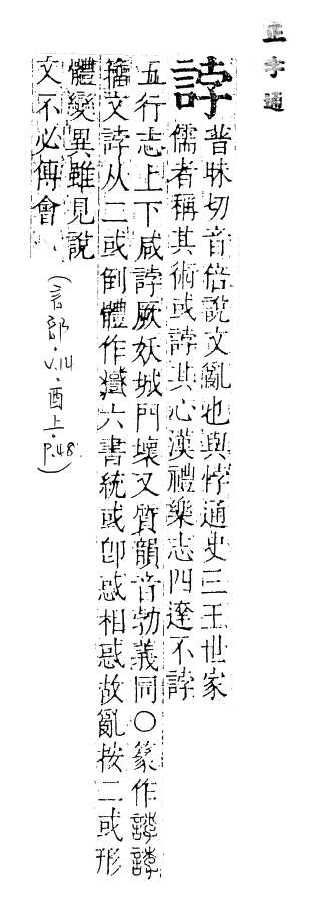 正字通
誖
普昧切音倍說文亂也與悖通史三王世家
儒者稱其術或誖其心漢禮樂志四達不誖
五行志上下咸誖厥妖城門壞又質韻音勃義同○篆作誖
籀文誖从二或倒體作 六書統或卽惑相惑故亂按二或形
體變異雖見說
文不必傅會
(言部·V.14·酉上·P.48)